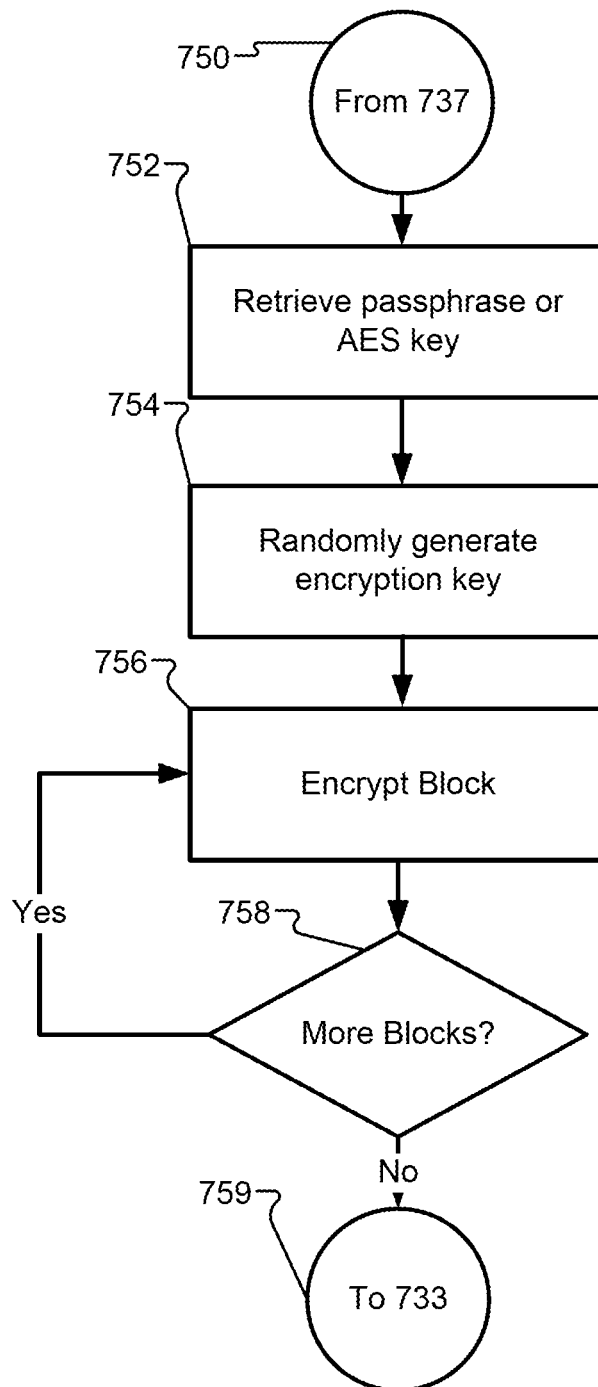 750
From 737
752
Retrieve passphrase or
AES key
754
Randomly generate
encryption key
756
Encrypt Block
Yes
758
More Blocks?
No
759
To 733